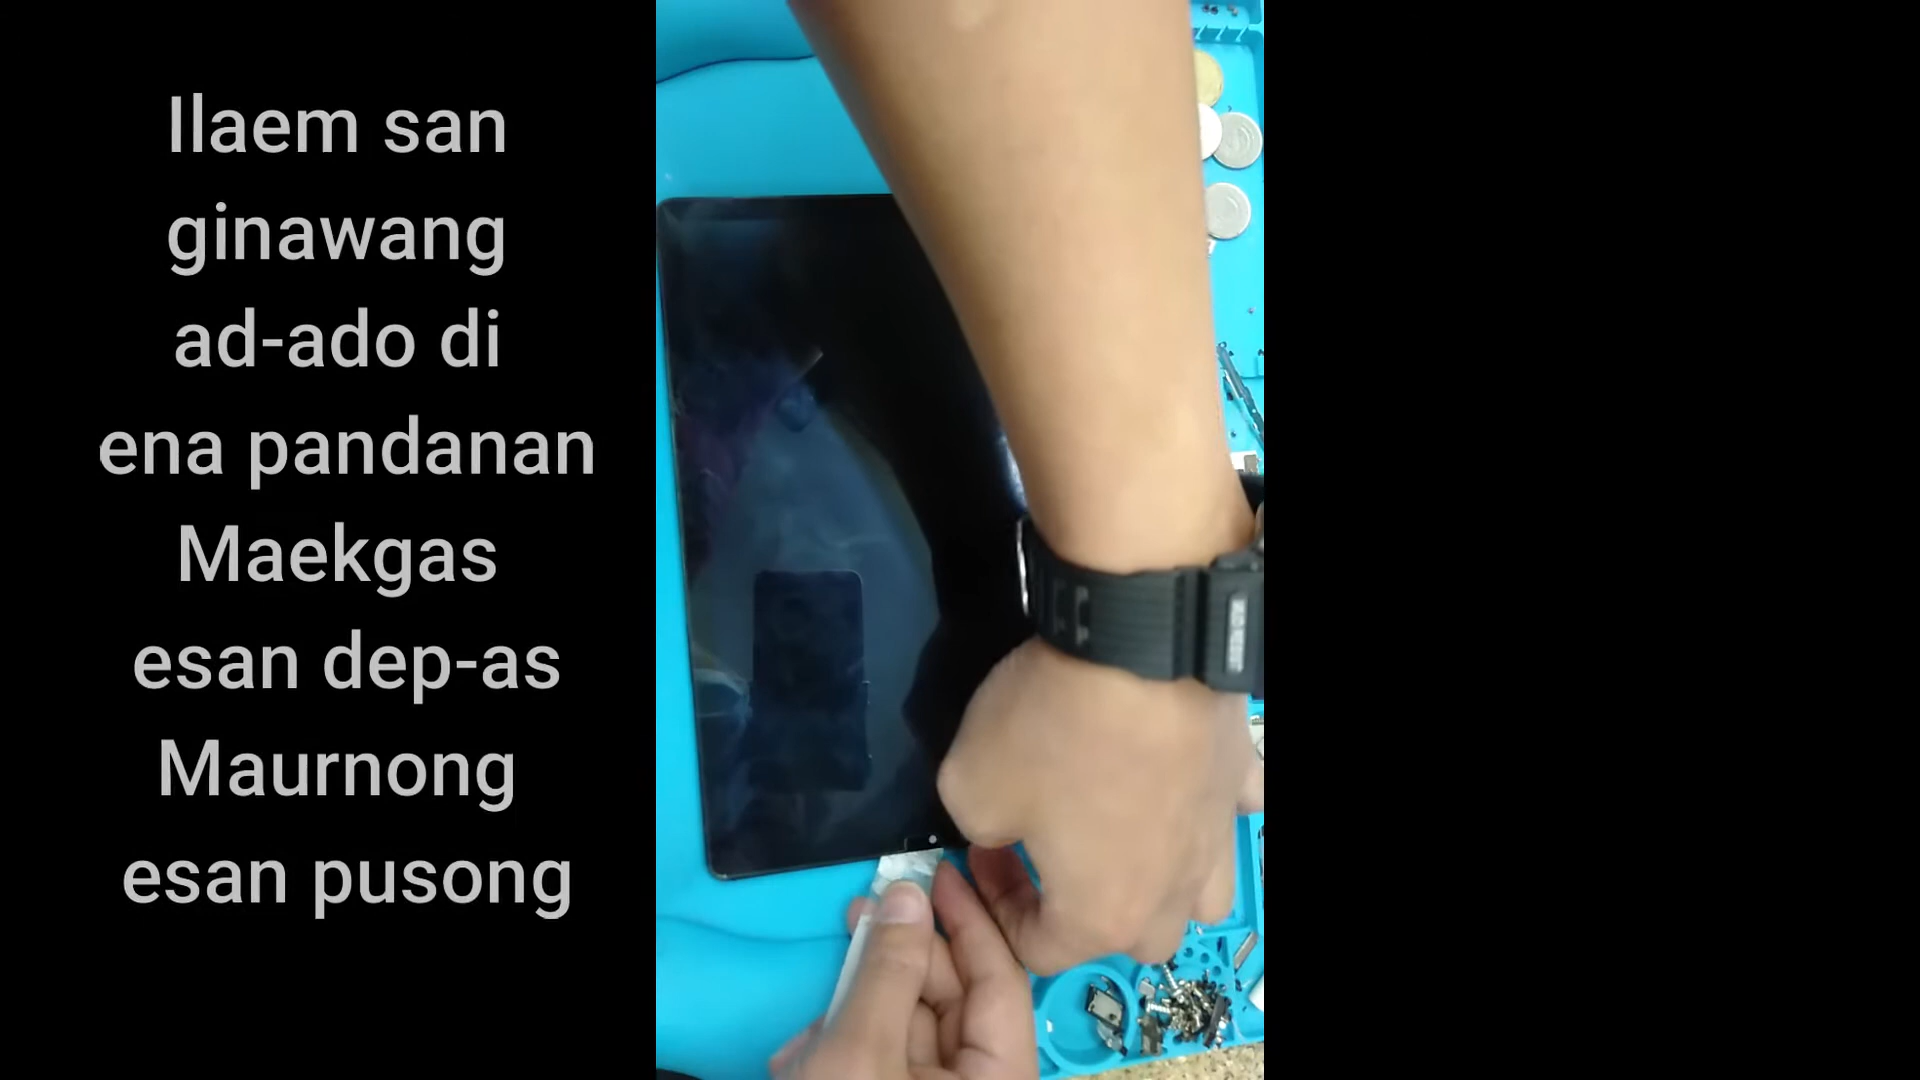 Ilaem san
ginawang
ad-ado di
ena pandanan
Maekgas
esan dep-as
Maurnong
esan pusong